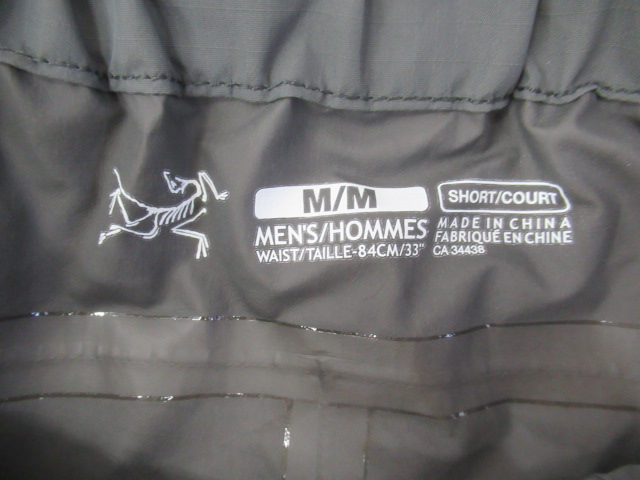 M/M
MEN'S/HOMMES
WAIST/TAILLE-84CM/33"
SHORT/COURT
MADE IN CHINA
FABRIQUÉ EN CHINE
CA 34438